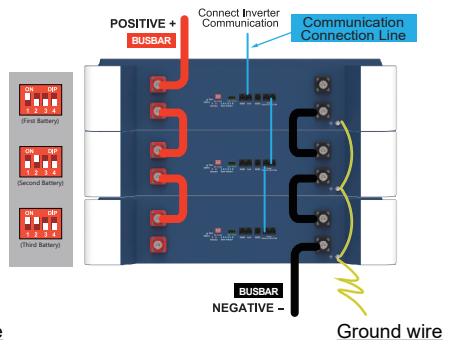 POSITIVE +
BUSBAR
Connect Inverter
Communication
Communication
Connection Line
ON DIP
1 2 3 4
(First Battery)
ON DIP
1 2 3 4
(Second Battery)
ON DIP
1 2 3 4
(Third Battery)
BUSBAR
NEGATIVE –
e
Ground wire